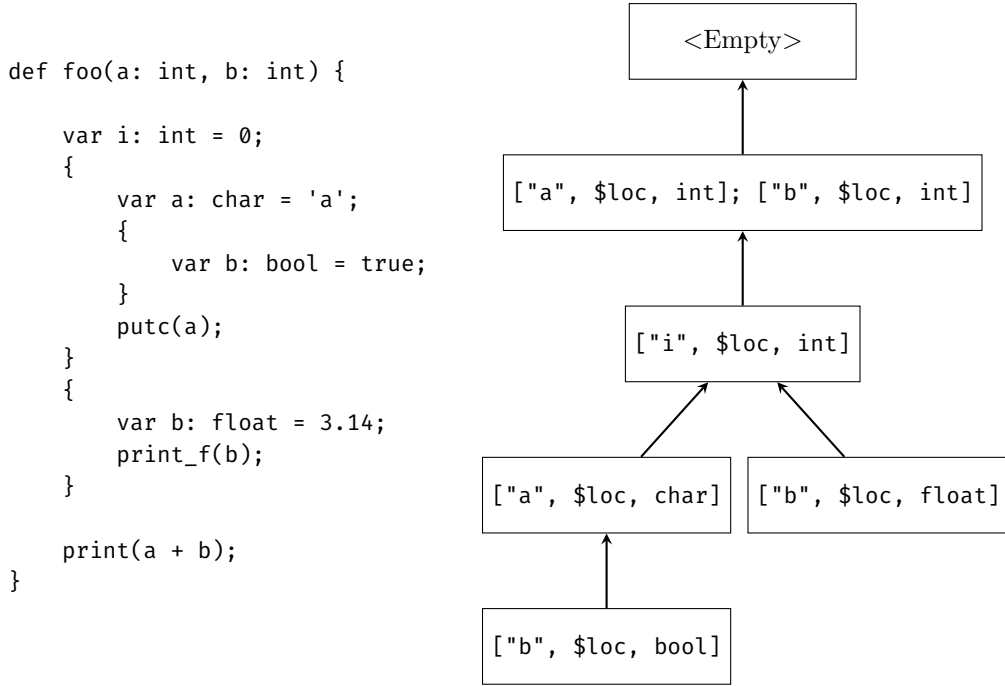 def foo(a: int, b: int) {
    var i: int = 0;
    {
        var a: char = 'a';
        {
            var b: bool = true;
        }
        putc(a);
    }
    {
        var b: float = 3.14;
        print_f(b);
    }
    print(a + b);
}
<Empty>
["a", $loc, int]; ["b", $loc, int]
["i", $loc, int]
["a", $loc, char]
["b", $loc, float]
["b", $loc, bool]